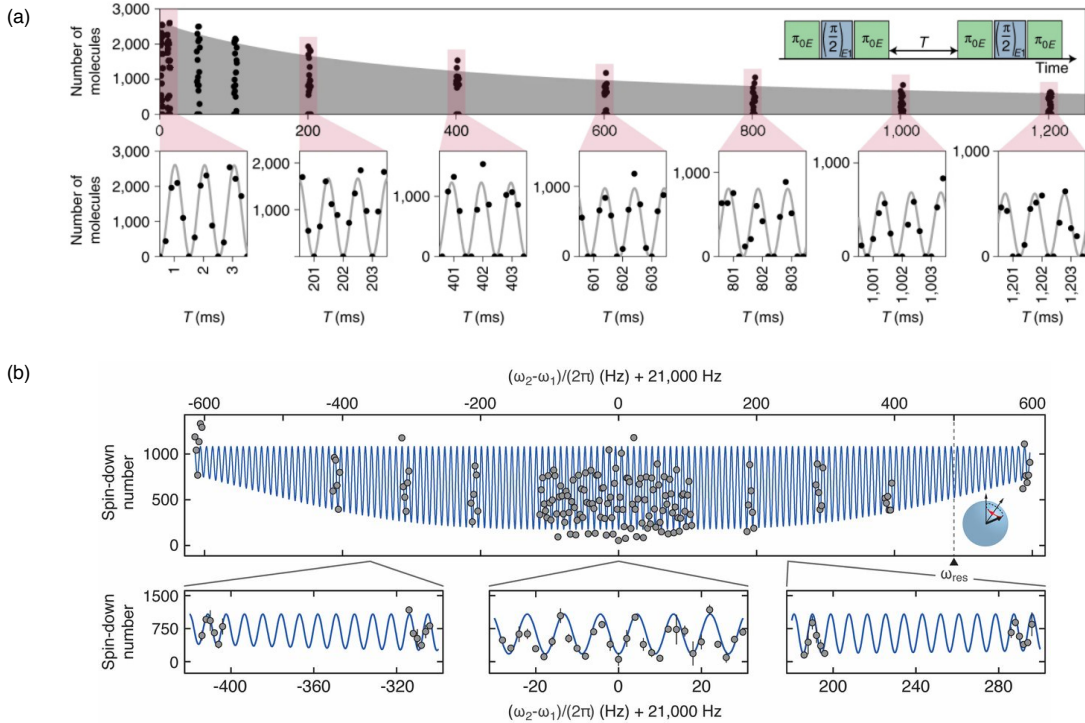 (a)
Number of
molecules
3,000
2,000
1,000
0
π0E (π/2)E1 π0E T π0E (π/2)E1 π0E
Time
0 200 400 600 800 1,000 1,200
Number of
molecules
3,000
2,000
1,000
0
1 2 3
T (ms)
2,000
1,000
0
201 202 203
T (ms)
1,000
0
401 402 403
T (ms)
1,000
0
601 602 603
T (ms)
1,000
0
801 802 803
T (ms)
1,000
0
1,001 1,002 1,003
T (ms)
1,000
0
1,201 1,202 1,203
T (ms)
(b)
(ω2-ω1)/(2π) (Hz) + 21,000 Hz
-600 -400 -200 0 200 400 600
Spin-down
number
1000
500
0
ωres
Spin-down
number
1500
750
0
-400 -360 -320
-30 -20 -10 0 10 20 30
200 240 280
(ω2-ω1)/(2π) (Hz) + 21,000 Hz